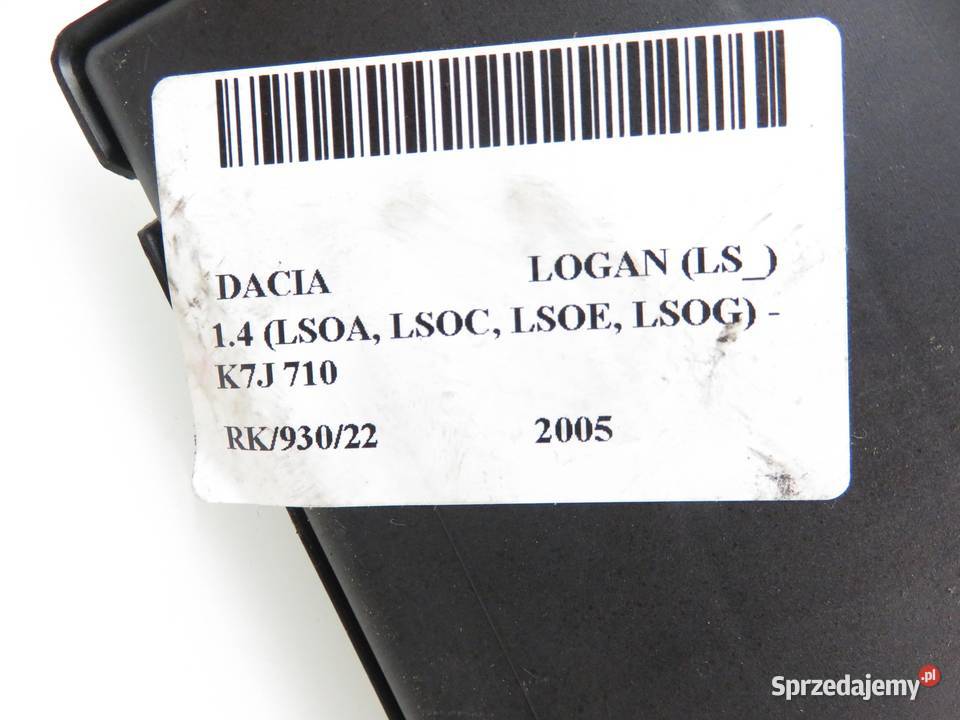 DACIA LOGAN (LS_)
1.4 (LSOA, LSOC, LSOE, LSOG) -
K7J 710
RK/930/22 2005
Sprzedajemy.pl